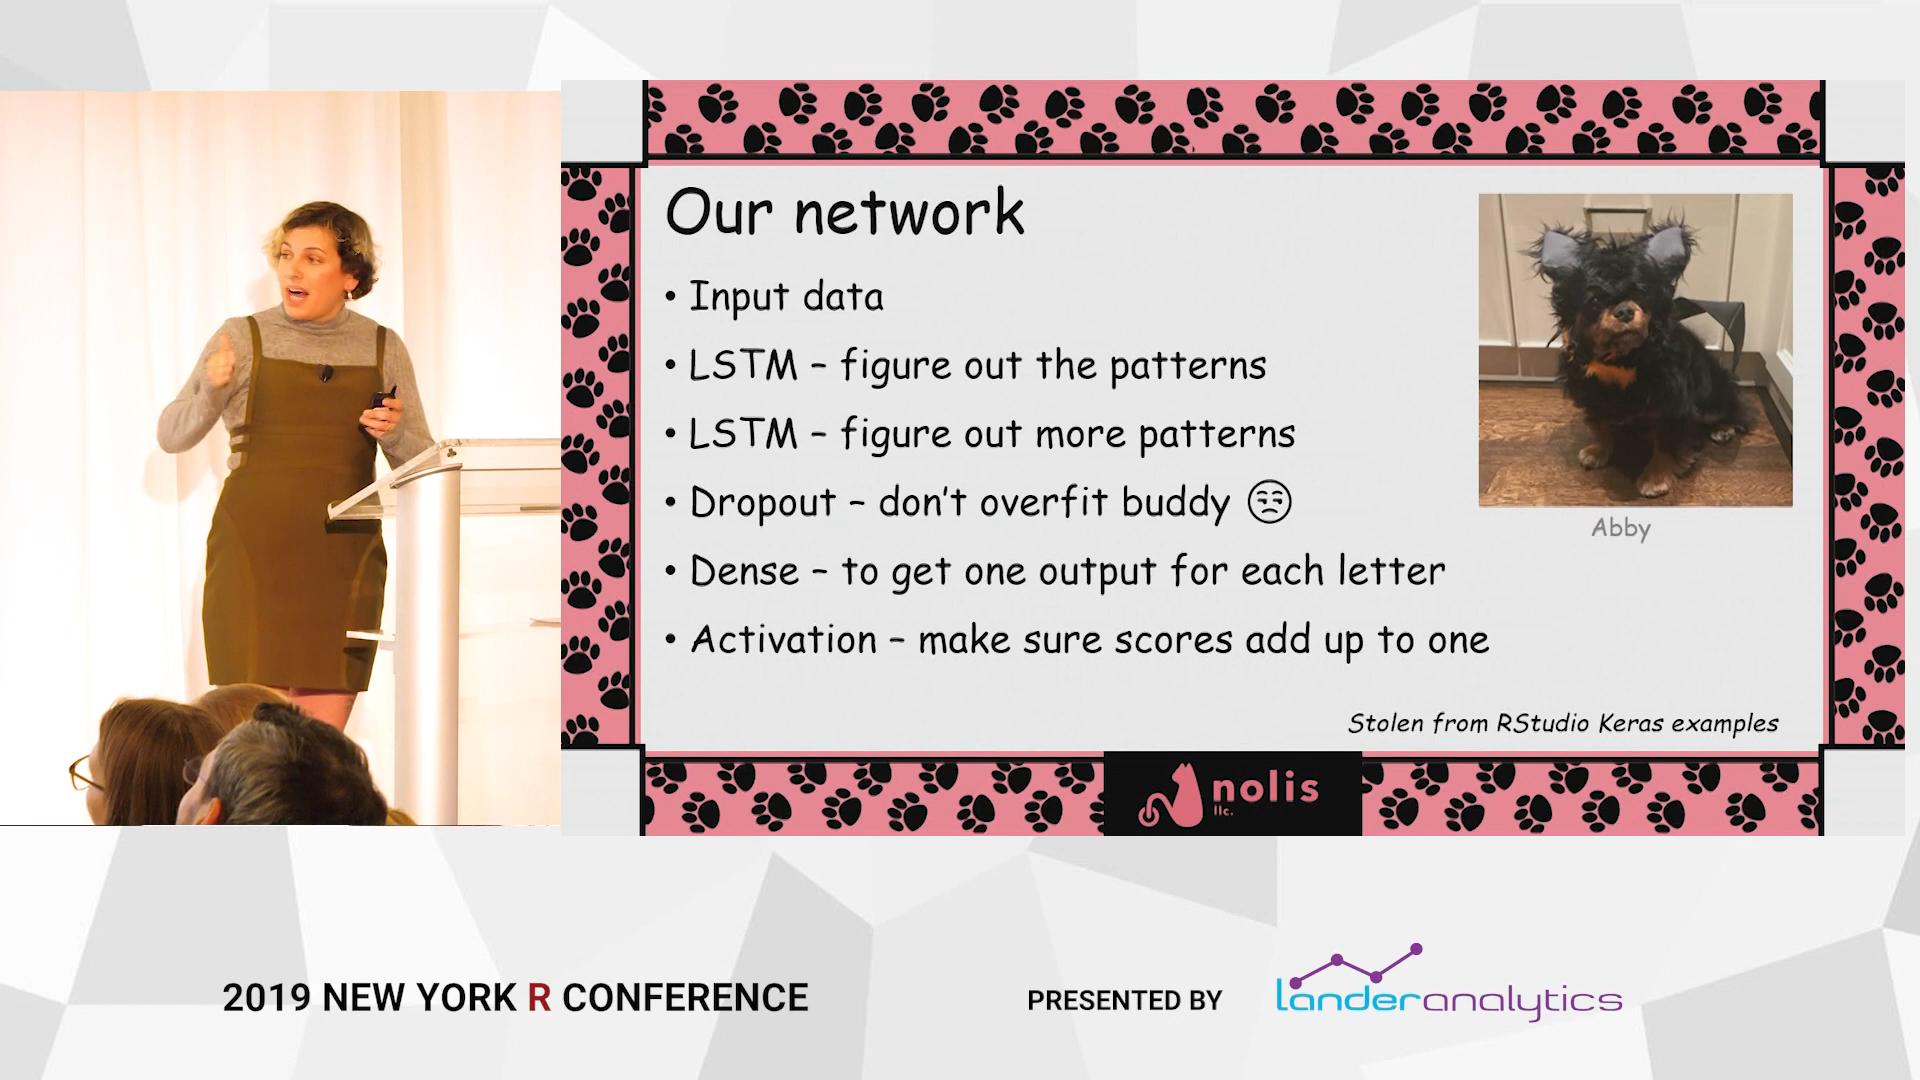 Our network
• Input data
• LSTM – figure out the patterns
• LSTM – figure out more patterns
• Dropout – don't overfit buddy 😒
• Dense – to get one output for each letter
• Activation – make sure scores add up to one
Abby
Stolen from RStudio Keras examples
nolis
llc.
2019 NEW YORK R CONFERENCE
PRESENTED BY
landeranalytics